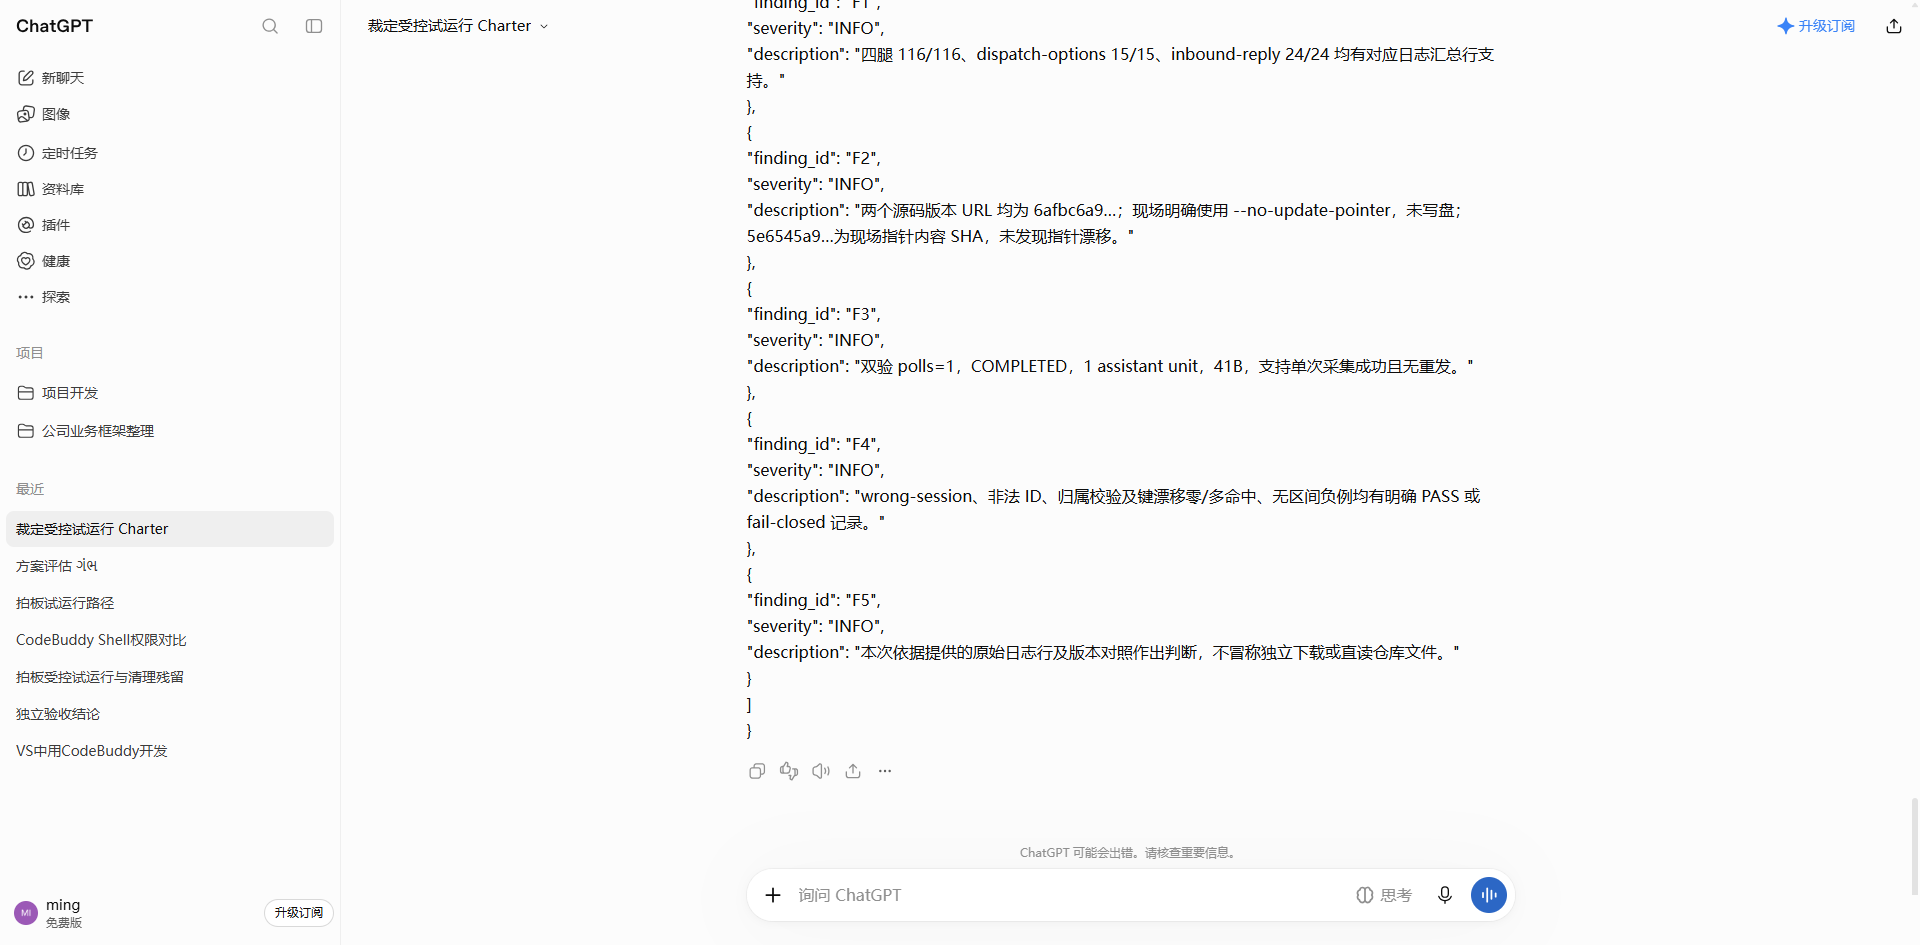 ChatGPT
新聊天
图像
定时任务
资料库
插件
健康
探索
项目
项目开发
公司业务框架整理
最近
裁定受控试运行 Charter
方案评估
拍板试运行路径
CodeBuddy Shell权限对比
拍板受控试运行与清理残留
独立验收结论
VS中用CodeBuddy开发
MI
ming
免费版
升级订阅
裁定受控试运行 Charter
升级订阅
"finding_id": "F1",
"severity": "INFO",
"description": "四腿 116/116、dispatch-options 15/15、inbound-reply 24/24 均有对应日志汇总行支
持。"
},
{
"finding_id": "F2",
"severity": "INFO",
"description": "两个源码版本 URL 均为 6afbc6a9...；现场明确使用 --no-update-pointer，未写盘；
5e6545a9...为现场指针内容 SHA，未发现指针漂移。"
},
{
"finding_id": "F3",
"severity": "INFO",
"description": "双验 polls=1，COMPLETED，1 assistant unit，41B，支持单次采集成功且无重发。"
},
{
"finding_id": "F4",
"severity": "INFO",
"description": "wrong-session、非法 ID、归属校验及键漂移零/多命中、无区间负例均有明确 PASS 或
fail-closed 记录。"
},
{
"finding_id": "F5",
"severity": "INFO",
"description": "本次依据提供的原始日志行及版本对照作出判断，不冒称独立下载或直读仓库文件。"
}
]
}
ChatGPT 可能会出错。请核查重要信息。
询问 ChatGPT
思考